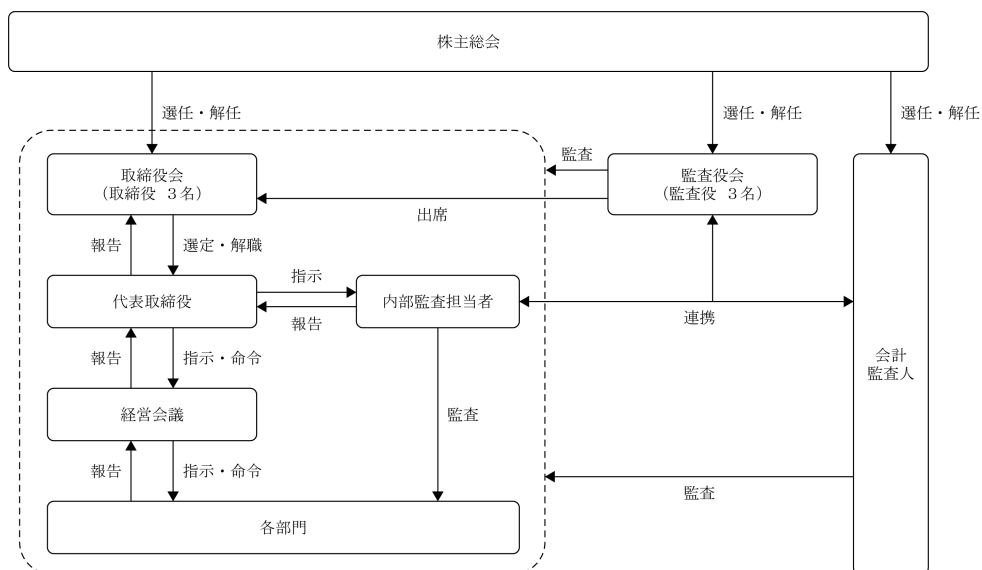 株主総会
選任・解任
選任・解任
選任・解任
取締役会
（取締役 3名）
監査
監査役会
（監査役 3名）
出席
報告
選定・解職
代表取締役
指示
報告
内部監査担当者
連携
会計
監査人
報告
指示・命令
経営会議
監査
報告
指示・命令
監査
各部門